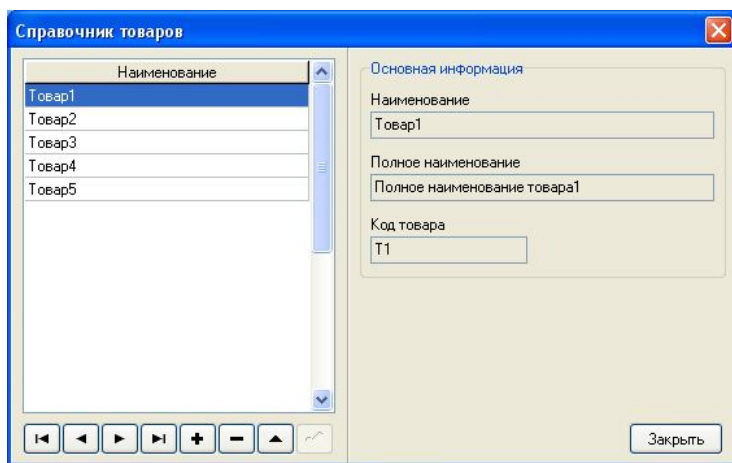 Справочник товаров
Наименование
Товар1
Товар2
Товар3
Товар4
Товар5
Основная информация
Наименование
Товар1
Полное наименование
Полное наименование товара1
Код товара
Т1
Закрыть